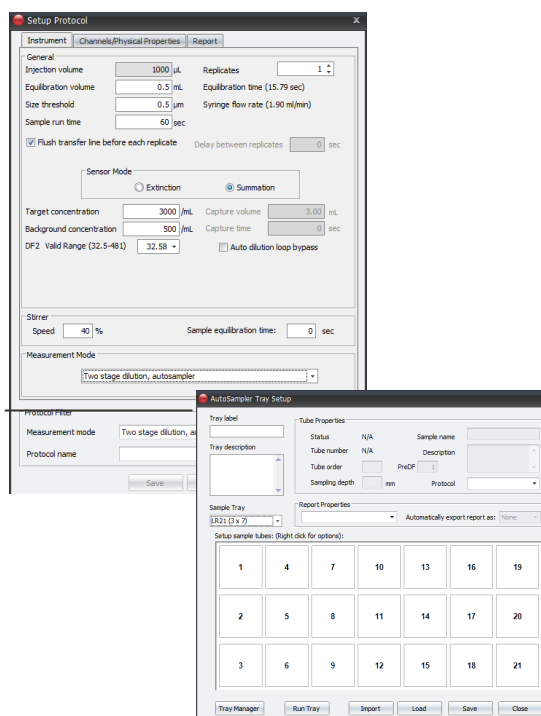 Setup Protocol x
Instrument Channels/Physical Properties Report
General
Injection volume 1000 µL Replicates 1
Equilibration volume 0.5 mL Equilibration time (15.79 sec)
Size threshold 0.5 µm Syringe flow rate (1.90 ml/min)
Sample run time 60 sec
Flush transfer line before each replicate Delay between replicates 0 sec
Sensor Mode
Extinction Summation
Target concentration 3000 /mL Capture volume 3.00 mL
Background concentration 500 /mL Capture time 0 sec
DF2 Valid Range (32.5-481) 32.58 Auto dilution loop bypass
Stirrer
Speed 40 % Sample equilibration time: 0 sec
Measurement Mode
Two stage dilution, autosampler
Protocol Filter
Measurement mode Two stage dilution,
Protocol name
Save
AutoSampler Tray Setup
Tray label
Tube Properties
Status N/A Sample name
Tray description
Tube number N/A Description
Tube order PreDF 1
Sampling depth mm Protocol
Sample Tray
Report Properties
LR21 (3 x 7) Automatically export report as: None
Setup sample tubes: (Right click for options):
1 4 7 10 13 16 19
2 5 8 11 14 17 20
3 6 9 12 15 18 21
Tray Manager Run Tray Import Load Save Close